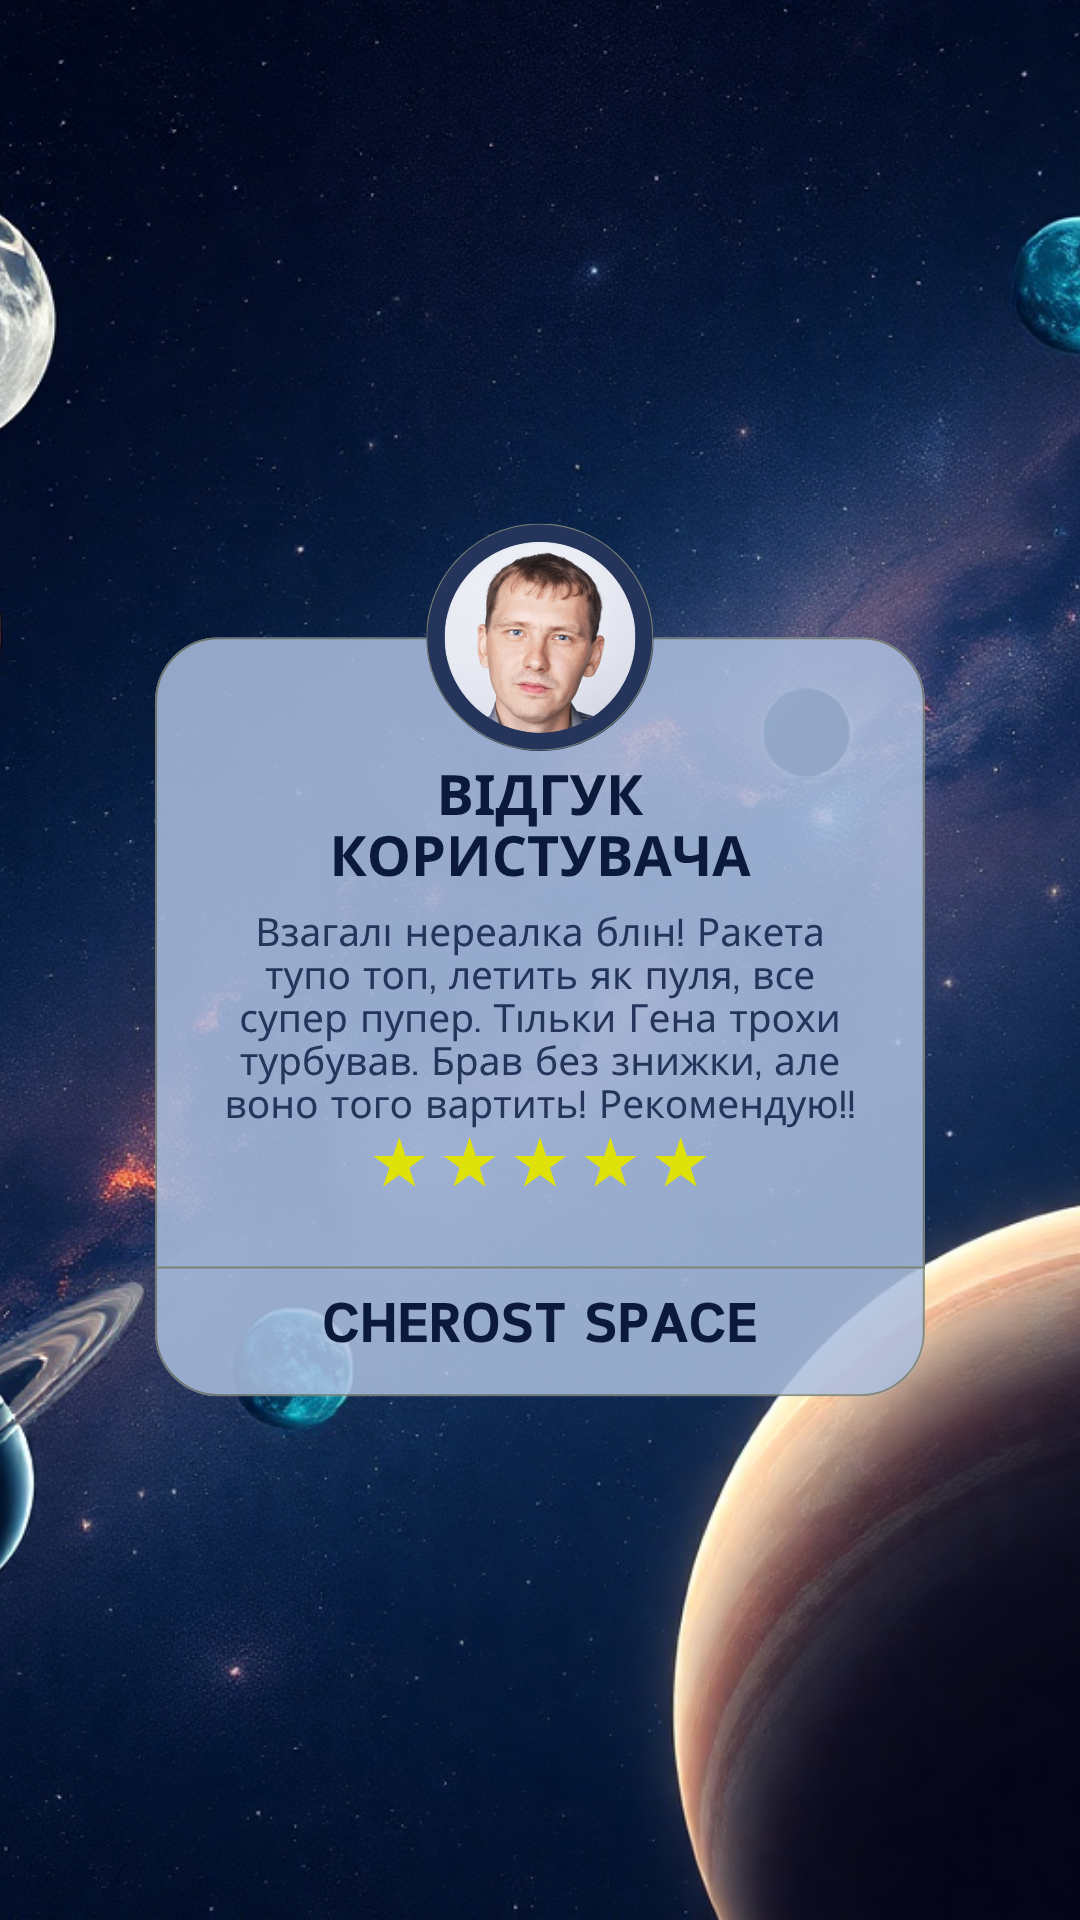 ВІДГУК
КОРИСТУВАЧА
Взагалі нереалка блін! Ракета
тупо топ, летить як пуля, все
супер пупер. Тільки Гена трохи
турбував. Брав без знижки, але
воно того вартить! Рекомендую!!
CHEROST SPACE